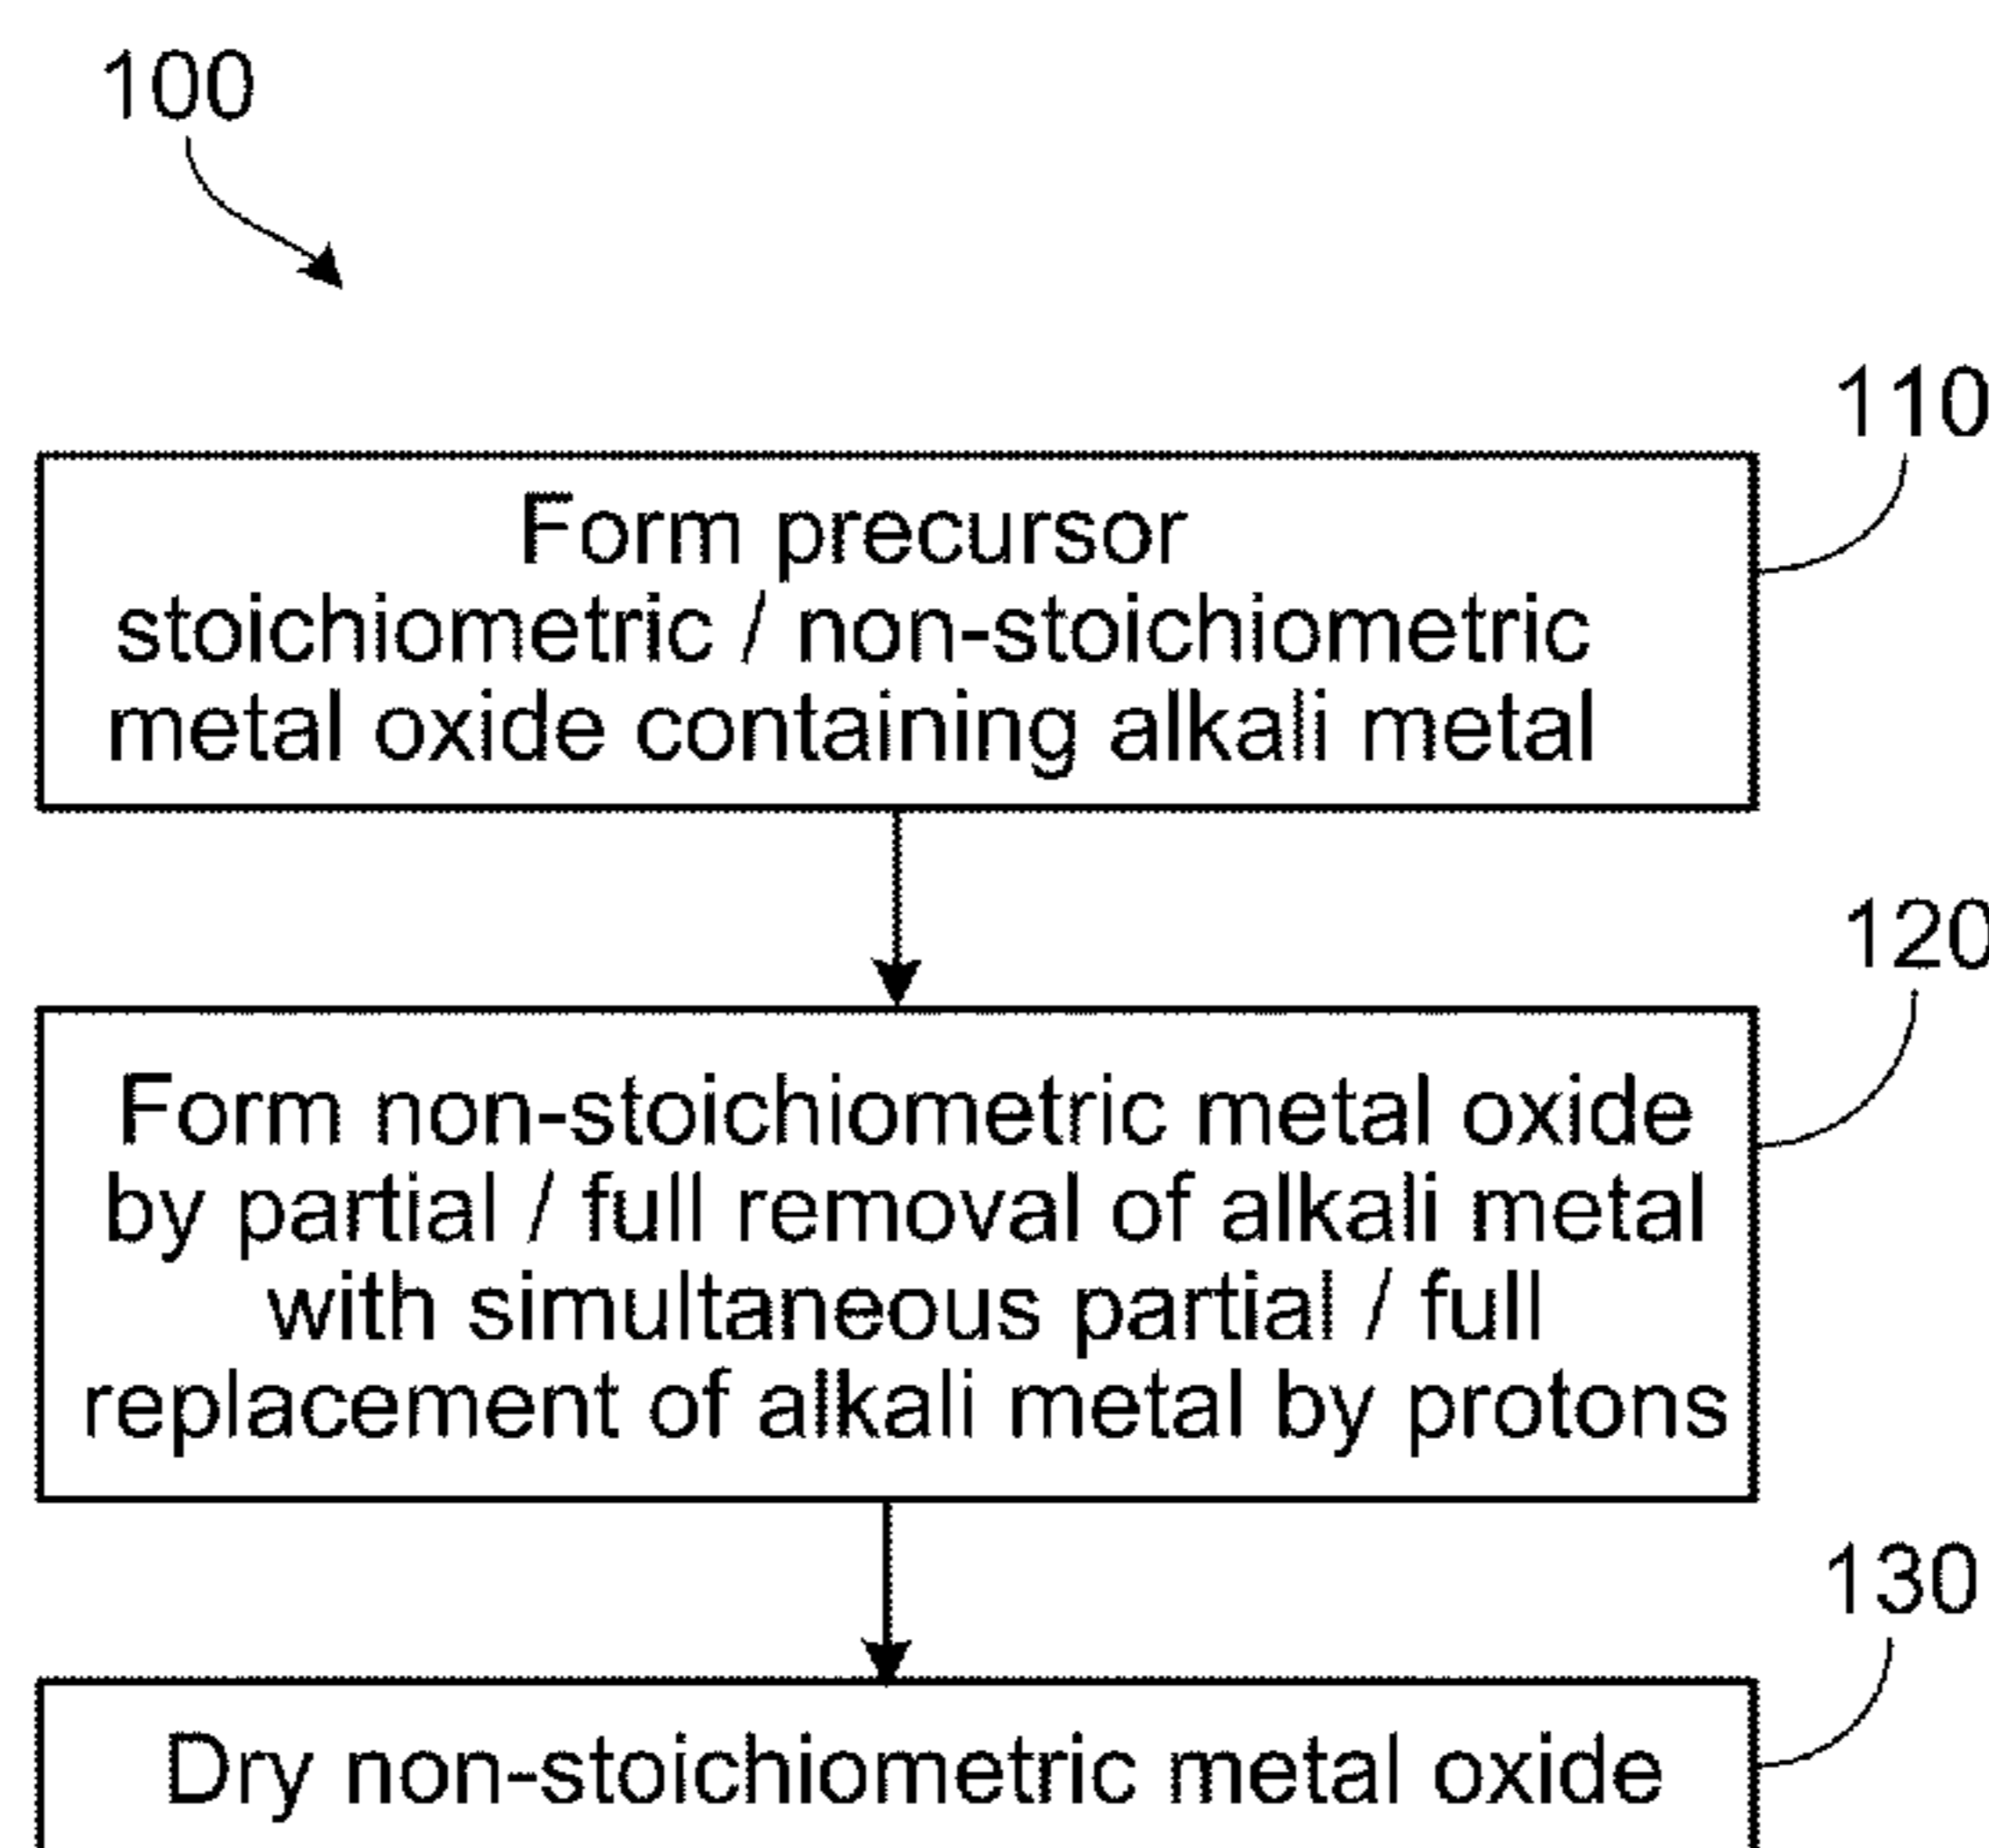 100
110
Form precursor
stoichiometric / non-stoichiometric
metal oxide containing alkali metal
120
Form non-stoichiometric metal oxide
by partial / full removal of alkali metal
with simultaneous partial / full
replacement of alkali metal by protons
130
Dry non-stoichiometric metal oxide